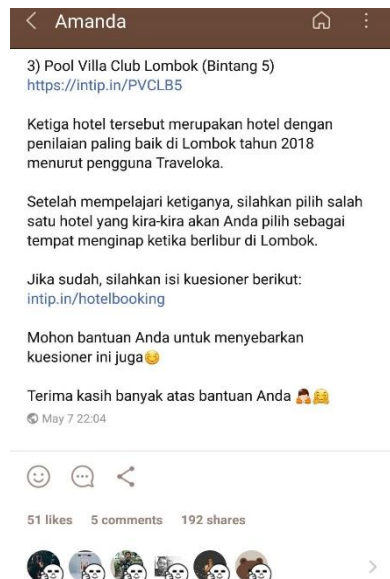 Amanda
3) Pool Villa Club Lombok (Bintang 5)
https://intip.in/PVCLB5
Ketiga hotel tersebut merupakan hotel dengan
penilaian paling baik di Lombok tahun 2018
menurut pengguna Traveloka.
Setelah mempelajari ketiganya, silahkan pilih salah
satu hotel yang kira-kira akan Anda pilih sebagai
tempat menginap ketika berlibur di Lombok.
Jika sudah, silahkan isi kuesioner berikut:
intip.in/hotelbooking
Mohon bantuan Anda untuk menyebarkan
kuesioner ini juga😊
Terima kasih banyak atas bantuan Anda 🙇🤗
May 7 22:04
51 likes 5 comments 192 shares